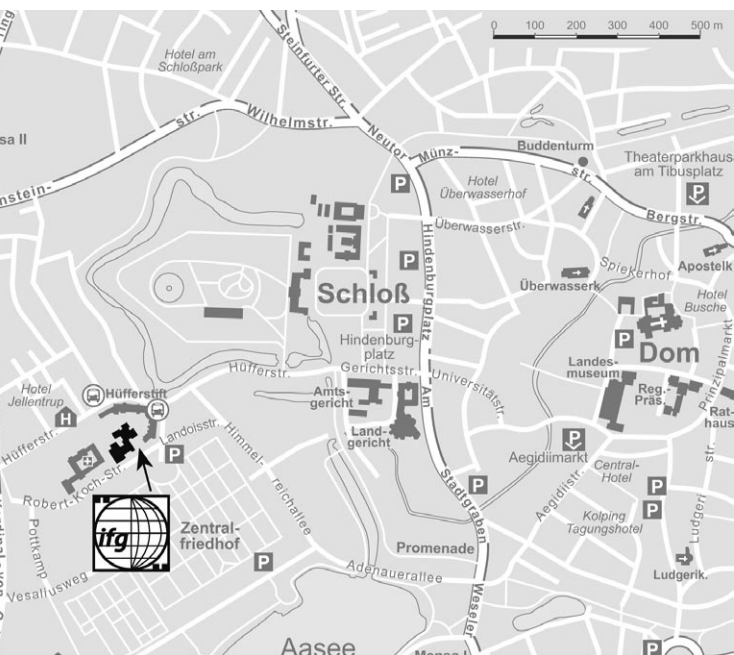 0 100 200 300 400 500 m
Hotel am
Schloßpark
Steinfurter Str.
Wilhelmstr.
str.
Neutor
Münz-
str.
Buddenturm
Theaterparkhaus
am Tibusplatz
P
sa II
Hotel
Überwasserhof
P
Bergstr.
Überwasserstr.
Hindenburgplatz
Spiekerhof
Apostelk
Überwasserk.
Schloß
P
Hotel
Busche
P
Hindenburg-
platz
P
Dom
Prinzipalmarkt
Gerichtsstr.
Hüfferstr.
Am
Universitätstr.
Landes-
museum
Reg.-
Präs.
Rat-
haus
Hotel
Jellentrup
Hüfferstift
Amts-
gericht
H
Land-
gericht
Hüfferstr.
Landoisstr.
Himmel-
reichallee
P
P
Aegidiimarkt
str.
Ludgeri
Robert-Koch-Str.
Stadtgraben
P
Central-
Hotel
P
Aegidiistr.
ifg
Zentral-
friedhof
Kolping
Tagungshotel
P
Pottkamp
Promenade
P
Vesaliusweg
Adenauerallee
Ludgerik.
Weseler
Aasee
P